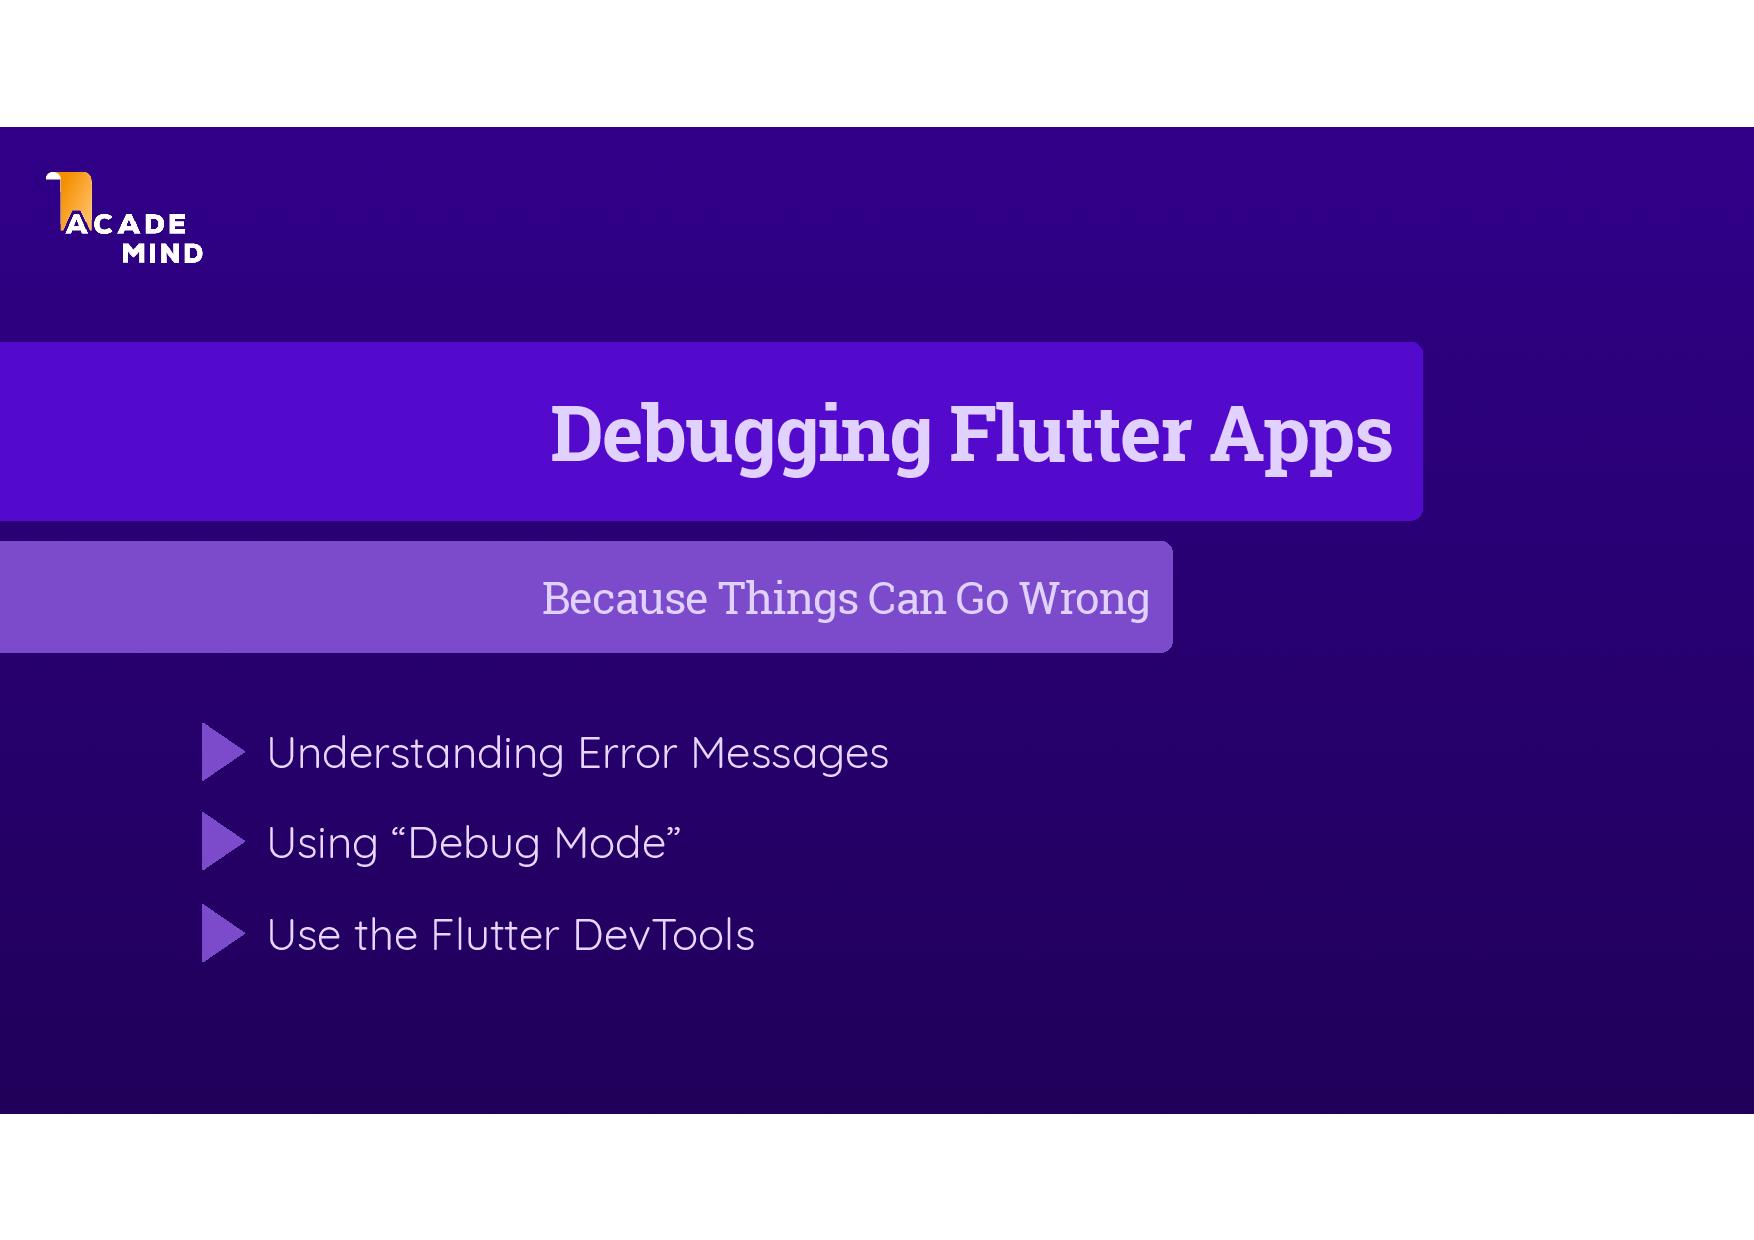 ACADE
MIND
Debugging Flutter Apps
Because Things Can Go Wrong
Understanding Error Messages
Using “Debug Mode”
Use the Flutter DevTools